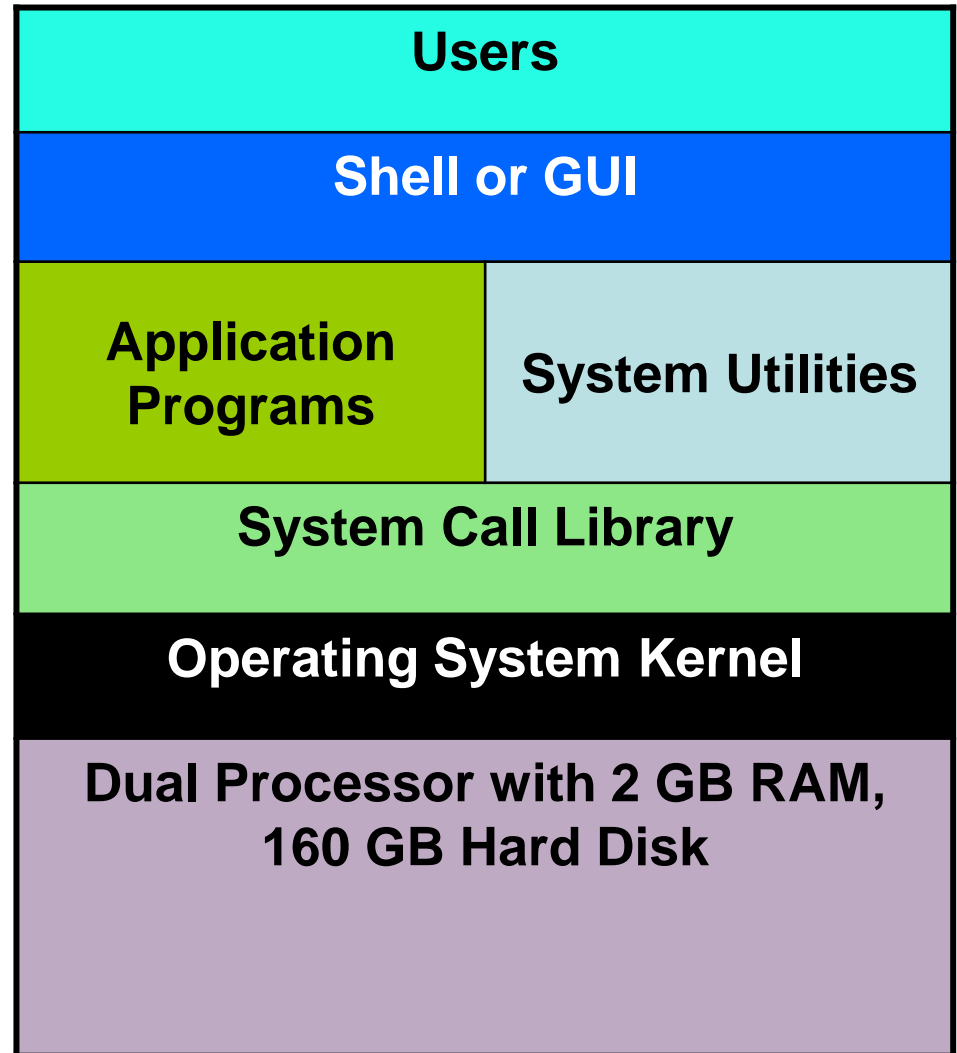 Users
Shell or GUI
Application
Programs
System Utilities
System Call Library
Operating System Kernel
Dual Processor with 2 GB RAM,
160 GB Hard Disk